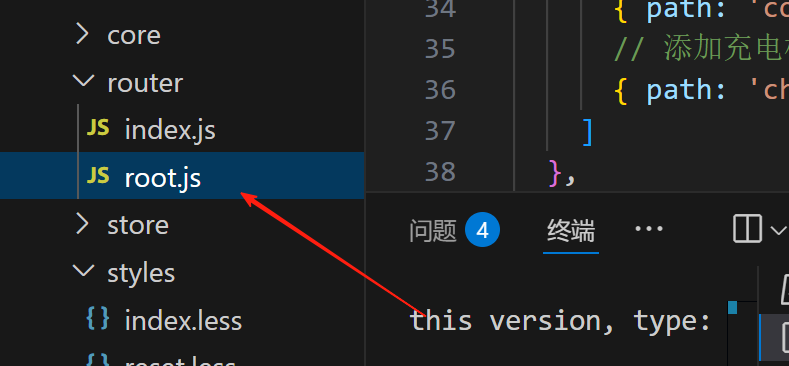 core
router
JS index.js
JS root.js
store
styles
{} index.less
reset.less
34 { path: 'co
35 // 添加充电
36 { path: 'ch
37 ]
38 },
问题 4 终端 ...
this version, type: